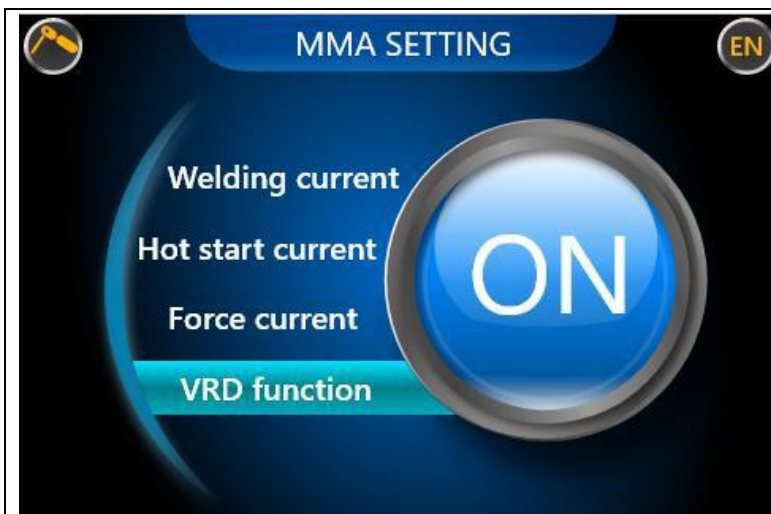 MMA SETTING
EN
Welding current
Hot start current
Force current
VRD function
ON